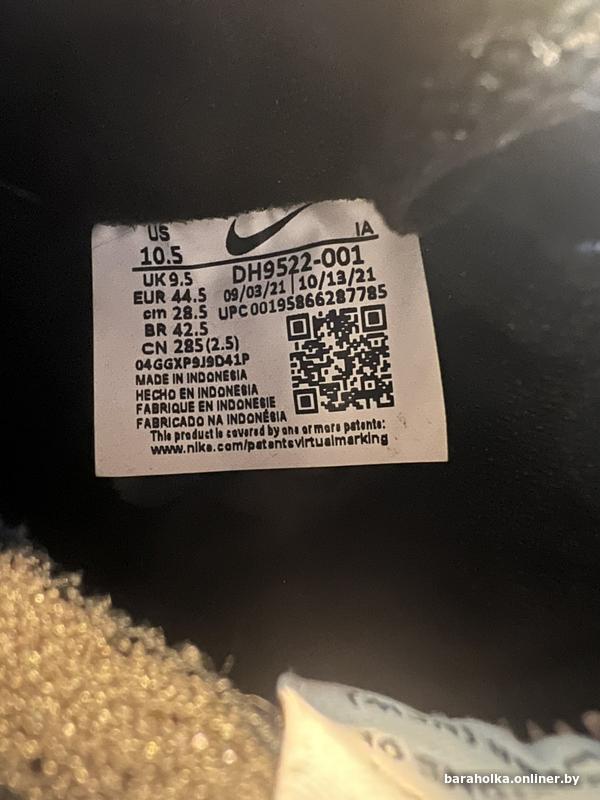 US
10.5
IA
UK 9.5
EUR 44.5
cm 28.5
BR 42.5
CN 285 (2.5)
DH9522-001
09/03/21 | 10/13/21
UPC 00195866287785
04GGXP9J9D41P
MADE IN INDONESIA
HECHO EN INDONESIA
FABRIQUE EN INDONESIE
FABRICADO NA INDONÉSIA
This product is covered by one or more patents:
www.nike.com/patentsvirtualmarking
baraholka.onliner.by